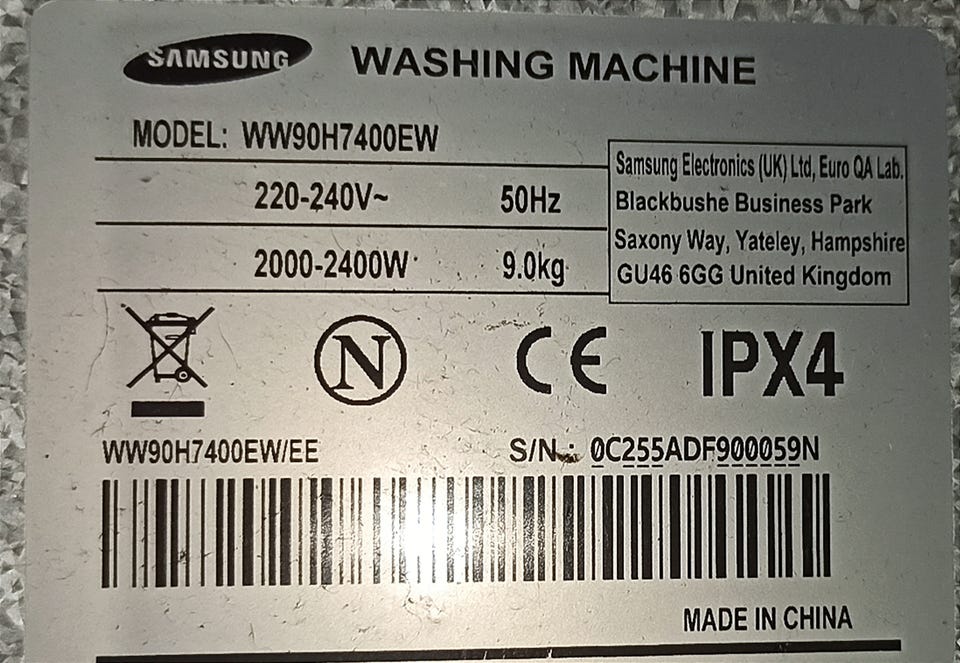 SAMSUNG WASHING MACHINE
MODEL: WW90H7400EW
220-240V~ 50Hz
2000-2400W 9.0kg
Samsung Electronics (UK) Ltd, Euro QA Lab.
Blackbushe Business Park
Saxony Way, Yateley, Hampshire
GU46 6GG United Kingdom
N CE IPX4
WW90H7400EW/EE S/N.: 0C255ADF900059N
MADE IN CHINA